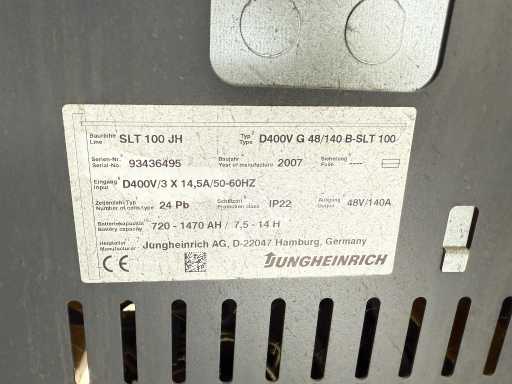 Baureihe Line SLT 100 JH Typ Type D400V G 48/140 B-SLT 100
Serien-Nr. Serial-No. 93436495 Baujahr Year of manufacture 2007 Sicherung Fuse ----
Eingang Input D400V/3 X 14,5A/50-60HZ
Zellenzahl Typ Number of cells type 24 Pb Schutzart Protection class IP22 Ausgang Output 48V/140A
Batteriekapazität Battery capacity 720 - 1470 AH / 7,5 - 14 H
Hersteller Manufacturer Jungheinrich AG, D-22047 Hamburg, Germany
CE JUNGHEINRICH